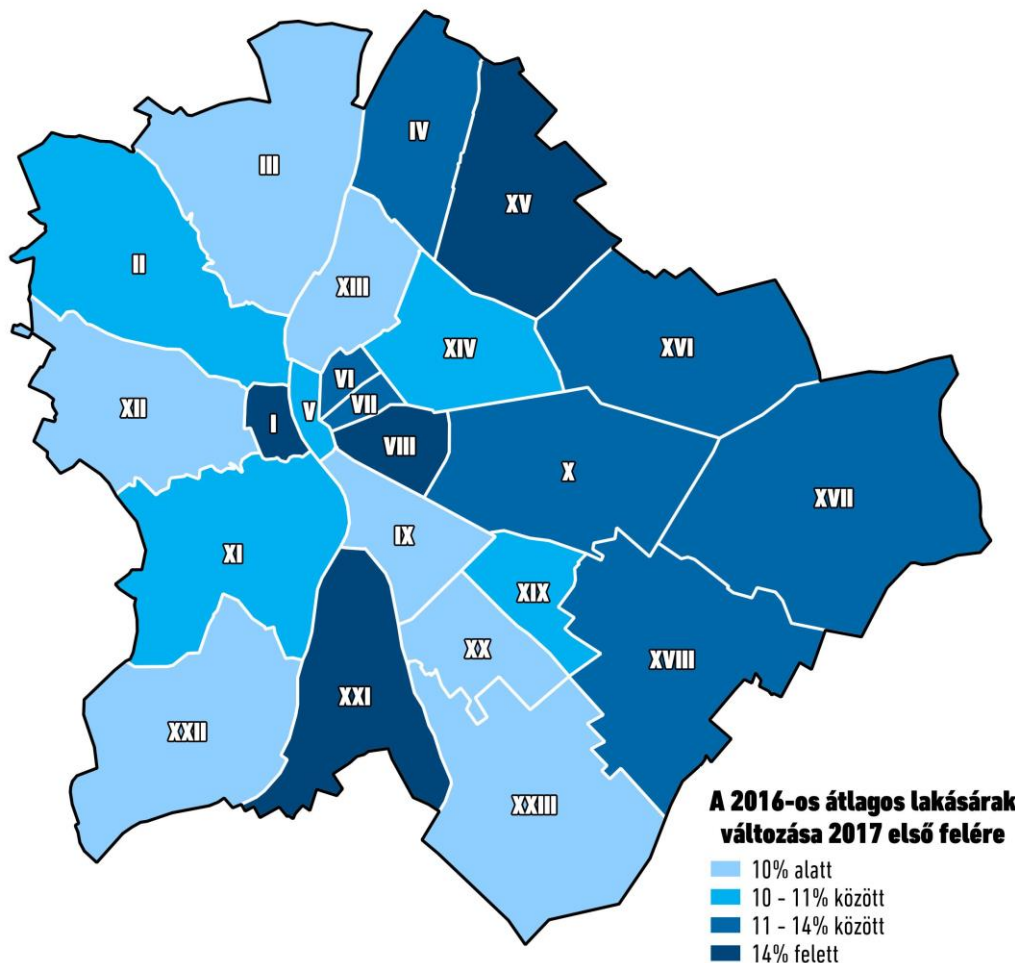 IV
III
XV
II
XIII
XIV
XVI
VI
XII
VII
I
V
VIII
X
XVII
IX
XI
XIX
XX
XVIII
XXI
XXII
XXIII
A 2016-os átlagos lakásárak
változása 2017 első felére
10% alatt
10 - 11% között
11 - 14% között
14% felett